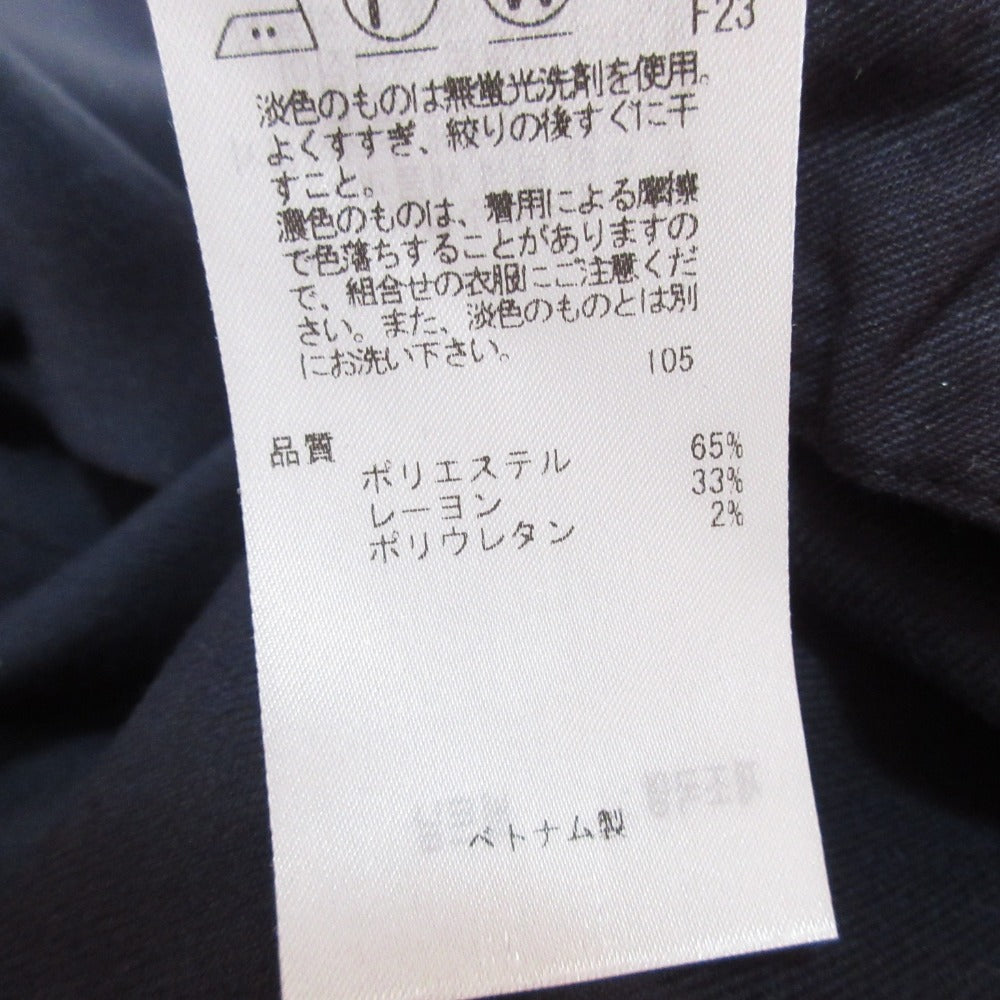 F23
淡色のものは無蛍光洗剤を使用。
よくすすぎ、絞りの後すぐに干
すこと。
濃色のものは、着用による摩擦
で色落ちすることがありますの
で、組合せの衣服にご注意くだ
さい。また、淡色のものとは別
にお洗い下さい。 105
品質
ポリエステル 65%
レーヨン 33%
ポリウレタン 2%
ベトナム製